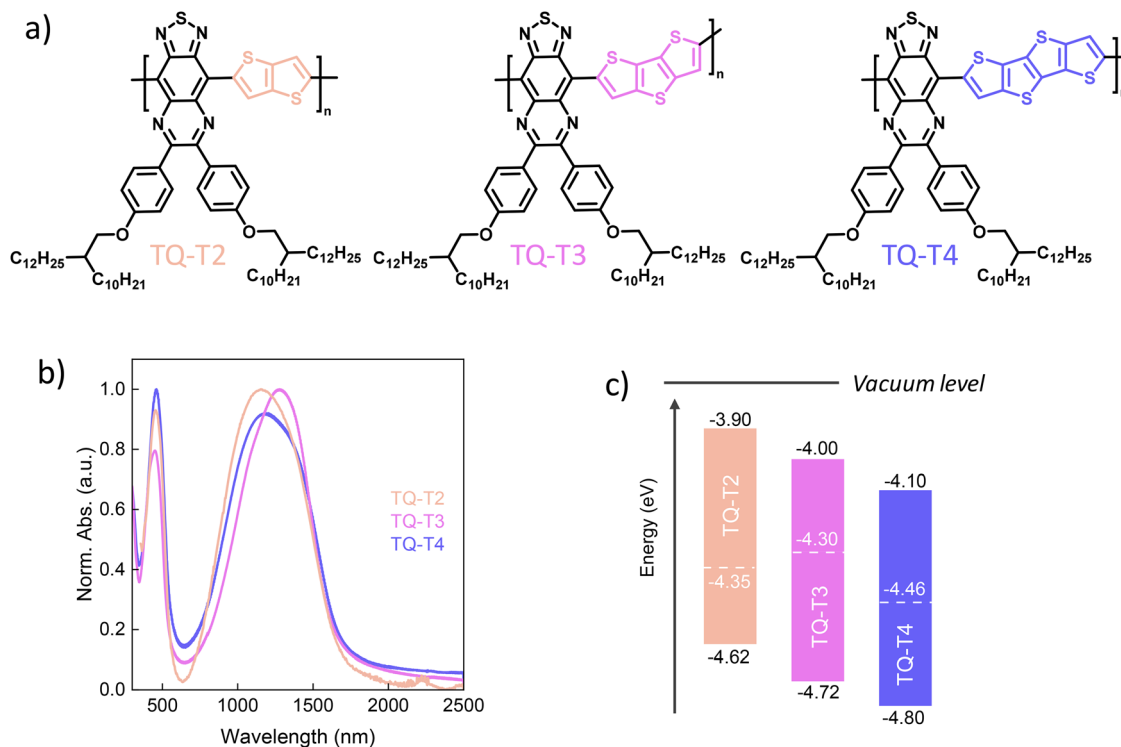 a)
S
N N
S
S
n
N N
O O
C12H25
C10H21
TQ-T2
C12H25
C10H21
S
N N
S S
S
n
N N
O O
C12H25
C10H21
TQ-T3
C12H25
C10H21
S
N N
S S
S S
n
N N
O O
C12H25
C10H21
TQ-T4
C12H25
C10H21
b)
Norm. Abs. (a.u.)
1.0
0.8
0.6
0.4
0.2
0.0
500 1000 1500 2000 2500
Wavelength (nm)
TQ-T2
TQ-T3
TQ-T4
c)
Vacuum level
Energy (eV)
-3.90
TQ-T2
-4.35
-4.62
-4.00
-4.30
TQ-T3
-4.72
-4.10
-4.46
TQ-T4
-4.80